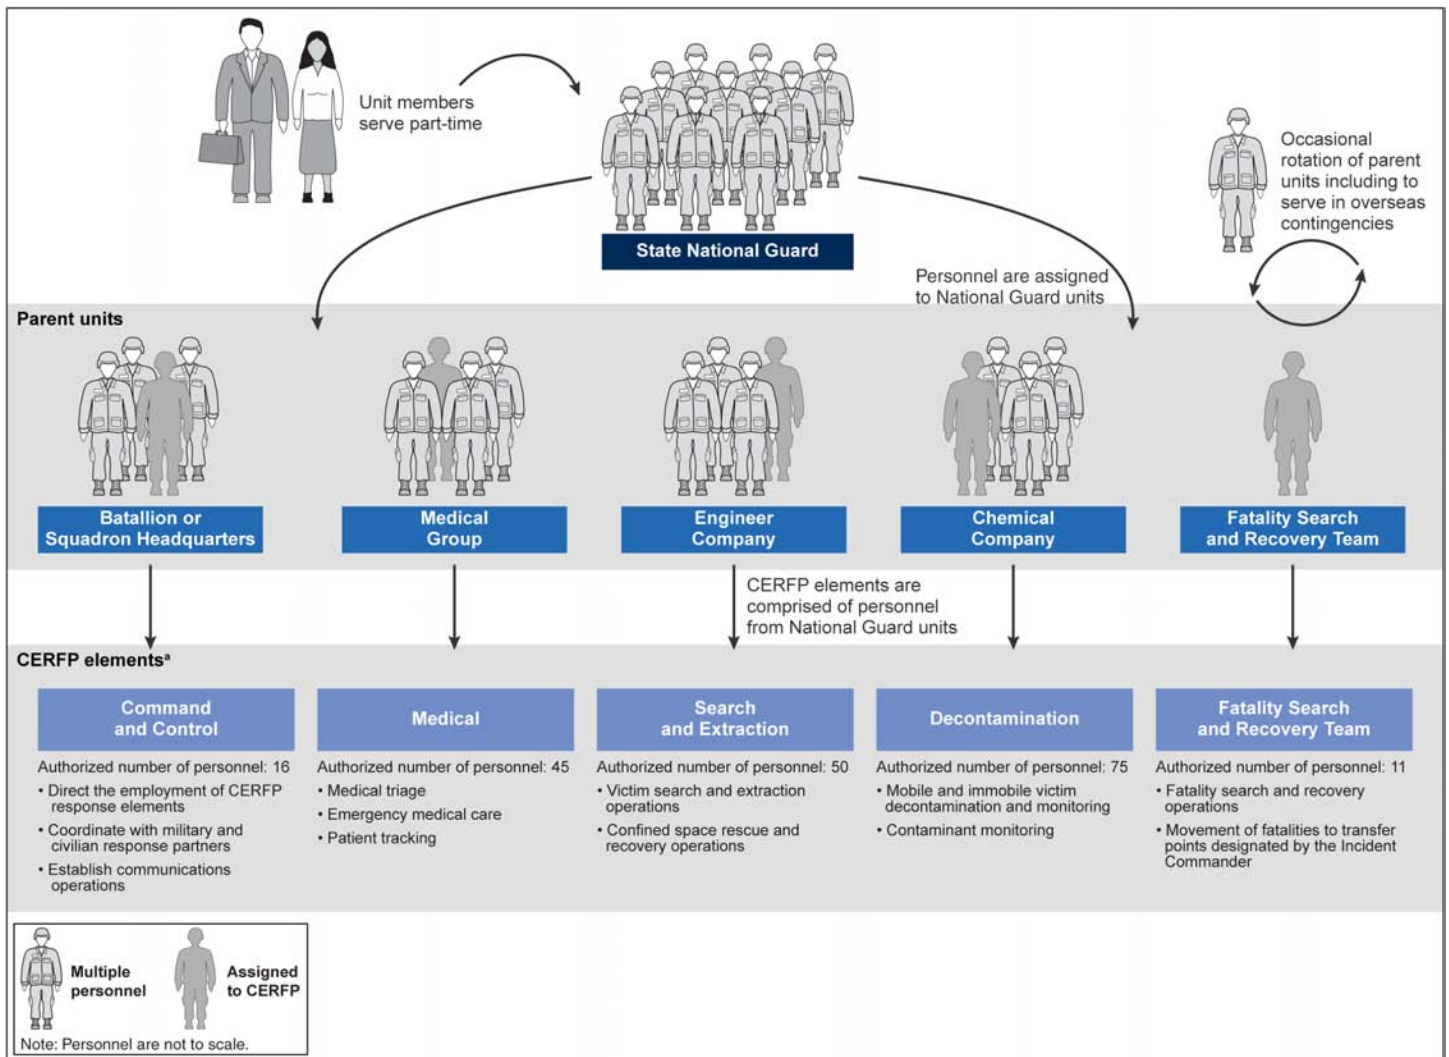 Unit members
serve part-time
State National Guard
Occasional
rotation of parent
units including to
serve in overseas
contingencies
Personnel are assigned
to National Guard units
Parent units
Batallion or
Squadron Headquarters
Medical
Group
Engineer
Company
Chemical
Company
Fatality Search
and Recovery Team
CERFP elements are
comprised of personnel
from National Guard units
CERFP elementsᵃ
Command
and Control
Authorized number of personnel: 16
• Direct the employment of CERFP
response elements
• Coordinate with military and
civilian response partners
• Establish communications
operations
Medical
Authorized number of personnel: 45
• Medical triage
• Emergency medical care
• Patient tracking
Search
and Extraction
Authorized number of personnel: 50
• Victim search and extraction
operations
• Confined space rescue and
recovery operations
Decontamination
Authorized number of personnel: 75
• Mobile and immobile victim
decontamination and monitoring
• Contaminant monitoring
Fatality Search
and Recovery Team
Authorized number of personnel: 11
• Fatality search and recovery
operations
• Movement of fatalities to transfer
points designated by the Incident
Commander
Multiple
personnel
Assigned
to CERFP
Note: Personnel are not to scale.